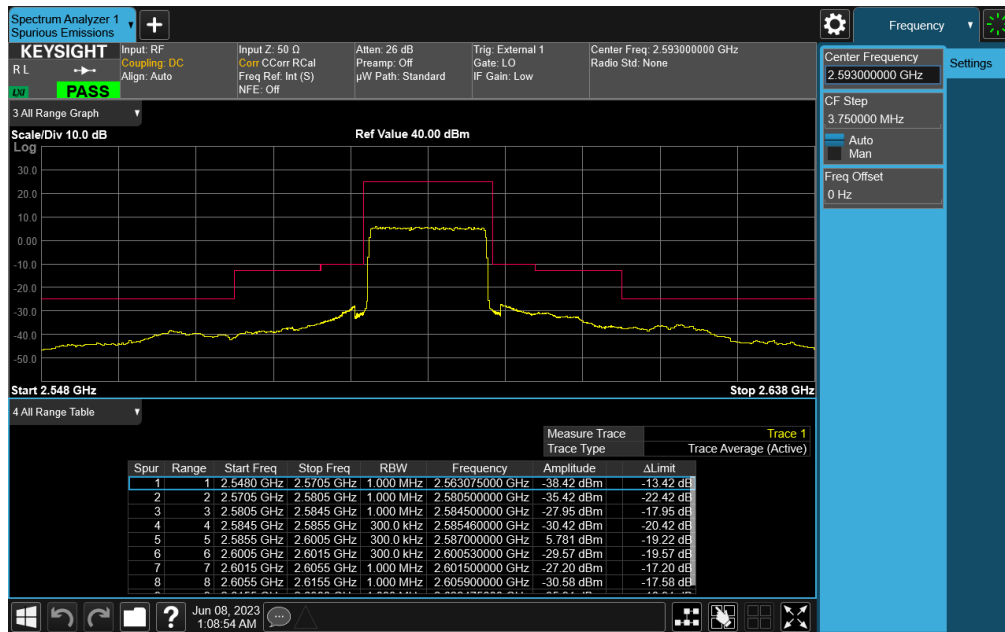 Spectrum Analyzer 1
Spurious Emissions
+
Frequency
KEYSIGHT
R L
LXI
PASS
Input: RF
Coupling: DC
Align: Auto
Input Z: 50 Ω
Corr CCorr RCal
Freq Ref: Int (S)
NFE: Off
Atten: 26 dB
Preamp: Off
µW Path: Standard
Trig: External 1
Gate: LO
IF Gain: Low
Center Freq: 2.593000000 GHz
Radio Std: None
Center Frequency
2.593000000 GHz
Settings
CF Step
3.750000 MHz
Auto
Man
Freq Offset
0 Hz
3 All Range Graph
Scale/Div 10.0 dB
Ref Value 40.00 dBm
Log
30.0
20.0
10.0
0.00
-10.0
-20.0
-30.0
-40.0
-50.0
Start 2.548 GHz
Stop 2.638 GHz
4 All Range Table
Measure Trace Trace 1
Trace Type Trace Average (Active)
Spur Range Start Freq Stop Freq RBW Frequency Amplitude ΔLimit
1 1 2.5480 GHz 2.5705 GHz 1.000 MHz 2.563075000 GHz -38.42 dBm -13.42 dB
2 2 2.5705 GHz 2.5805 GHz 1.000 MHz 2.580500000 GHz -35.42 dBm -22.42 dB
3 3 2.5805 GHz 2.5845 GHz 1.000 MHz 2.584500000 GHz -27.95 dBm -17.95 dB
4 4 2.5845 GHz 2.5855 GHz 300.0 kHz 2.585460000 GHz -30.42 dBm -20.42 dB
5 5 2.5855 GHz 2.6005 GHz 300.0 kHz 2.587000000 GHz 5.781 dBm -19.22 dB
6 6 2.6005 GHz 2.6015 GHz 300.0 kHz 2.600530000 GHz -29.57 dBm -19.57 dB
7 7 2.6015 GHz 2.6055 GHz 1.000 MHz 2.601500000 GHz -27.20 dBm -17.20 dB
8 8 2.6055 GHz 2.6155 GHz 1.000 MHz 2.605900000 GHz -30.58 dBm -17.58 dB
?
Jun 08, 2023
1:08:54 AM